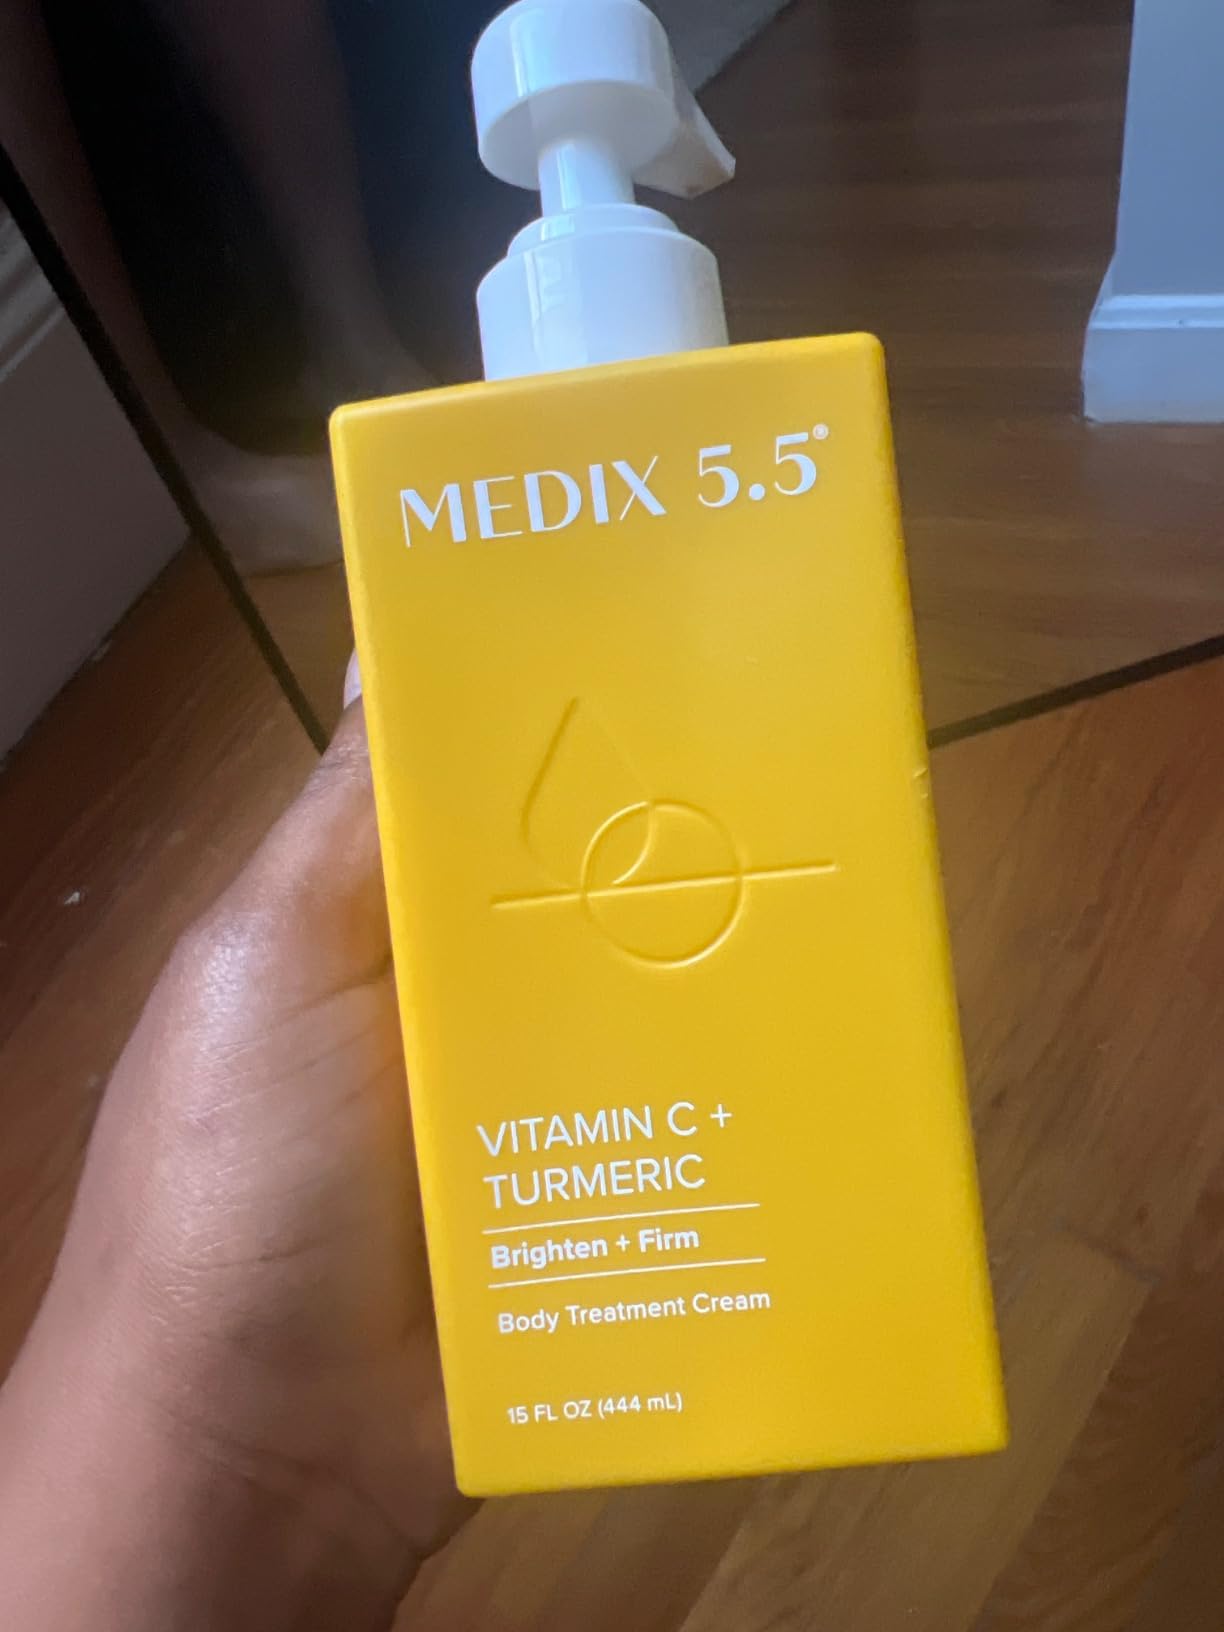 MEDIX 5.5®
VITAMIN C +
TURMERIC
Brighten + Firm
Body Treatment Cream
15 FL OZ (444 mL)